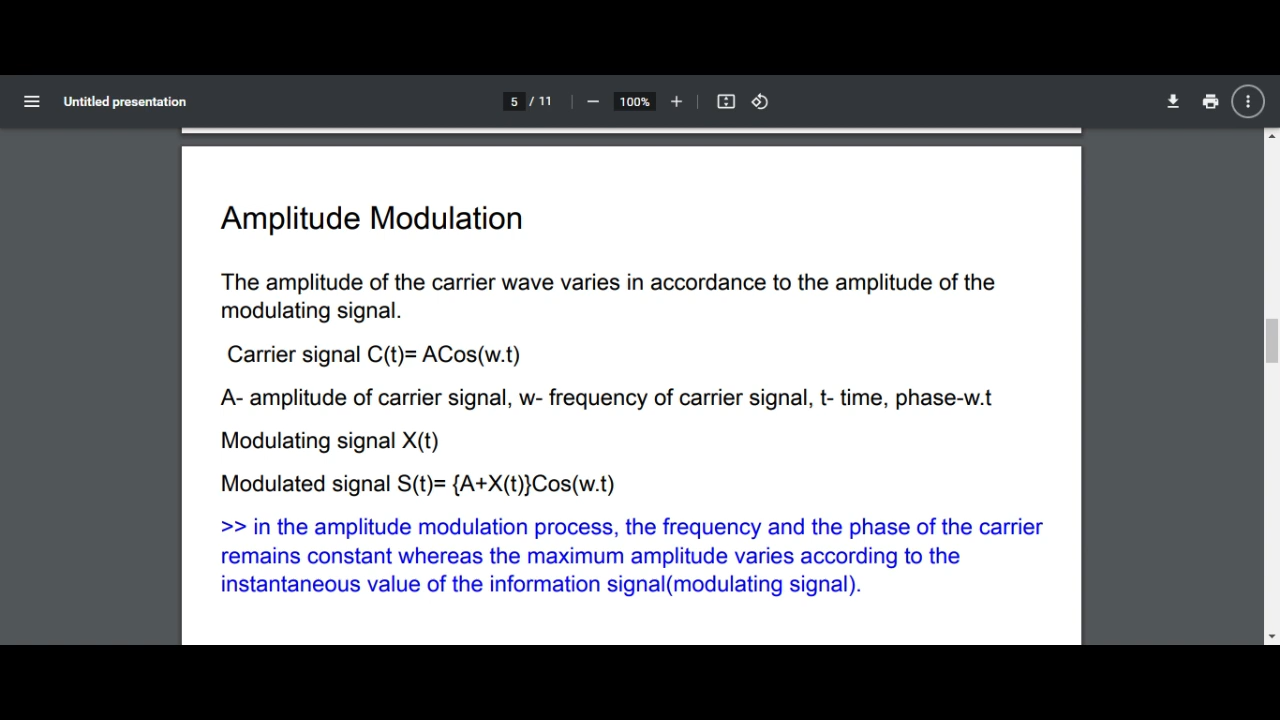 Untitled presentation
5 / 11
100%
Amplitude Modulation
The amplitude of the carrier wave varies in accordance to the amplitude of the
modulating signal.
Carrier signal C(t)= ACos(w.t)
A- amplitude of carrier signal, w- frequency of carrier signal, t- time, phase-w.t
Modulating signal X(t)
Modulated signal S(t)= {A+X(t)}Cos(w.t)
>> in the amplitude modulation process, the frequency and the phase of the carrier
remains constant whereas the maximum amplitude varies according to the
instantaneous value of the information signal(modulating signal).